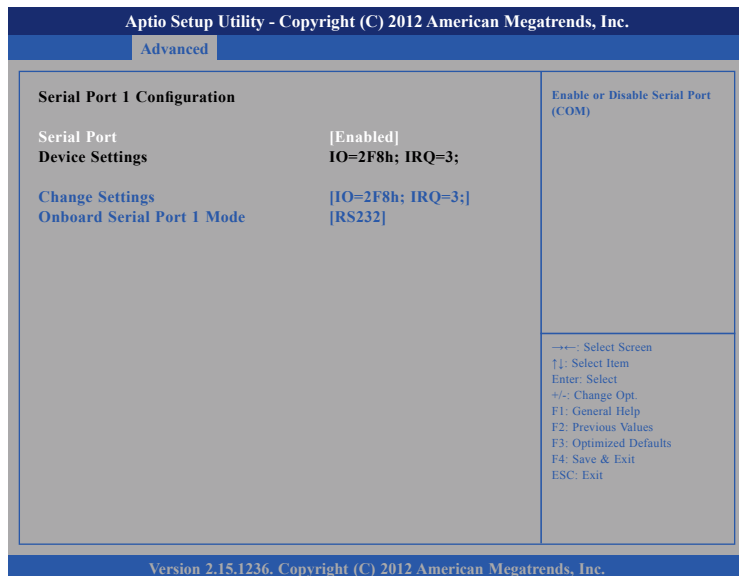 Aptio Setup Utility - Copyright (C) 2012 American Megatrends, Inc.
Advanced
Serial Port 1 Configuration
Serial Port [Enabled]
Device Settings IO=2F8h; IRQ=3;
Change Settings [IO=2F8h; IRQ=3;]
Onboard Serial Port 1 Mode [RS232]
Enable or Disable Serial Port
(COM)
→←: Select Screen
↑↓: Select Item
Enter: Select
+/-: Change Opt.
F1: General Help
F2: Previous Values
F3: Optimized Defaults
F4: Save & Exit
ESC: Exit
Version 2.15.1236. Copyright (C) 2012 American Megatrends, Inc.